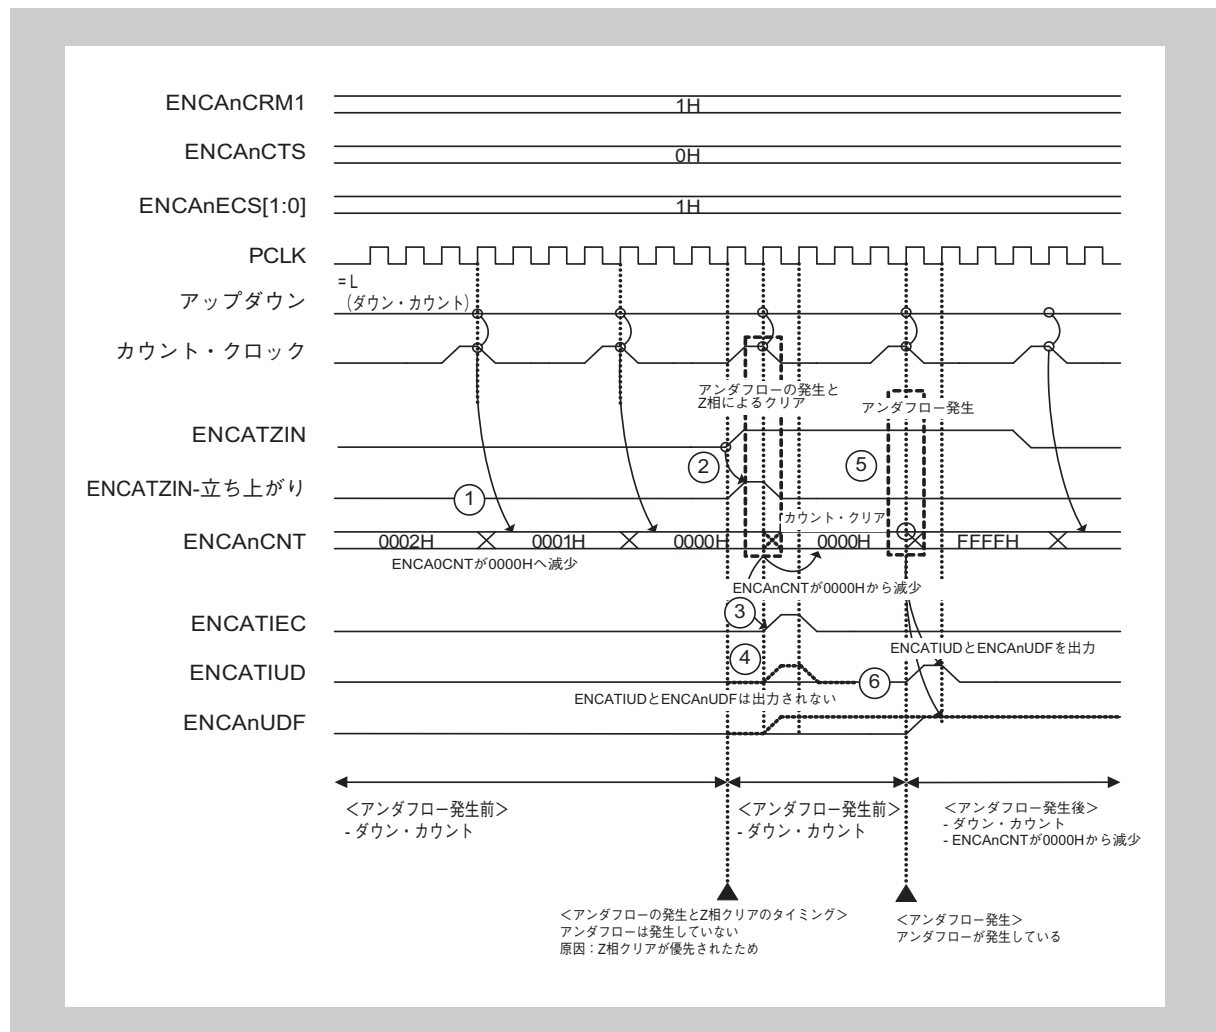 ENCAnCRM1
1H
ENCAnCTS
0H
ENCAnECS[1:0]
1H
PCLK
=L
(ダウン・カウント)
アップダウン
カウント・クロック
アンダフローの発生と
Z相によるクリア
アンダフロー発生
ENCATZIN
②
⑤
ENCATZIN-立ち上がり
①
カウント・クリア
ENCAnCNT
0002H
0001H
0000H
0000H
FFFFH
ENCA0CNTが0000Hへ減少
ENCAnCNTが0000Hから減少
③
ENCATIEC
ENCATIUDとENCAnUDFを出力
④
ENCATIUD
⑥
ENCATIUDとENCAnUDFは出力されない
ENCAnUDF
<アンダフロー発生前>
- ダウン・カウント
<アンダフロー発生前>
- ダウン・カウント
<アンダフロー発生後>
- ダウン・カウント
- ENCAnCNTが0000Hから減少
<アンダフローの発生とZ相クリアのタイミング>
アンダフローは発生していない
原因:Z相クリアが優先されたため
<アンダフロー発生>
アンダフローが発生している